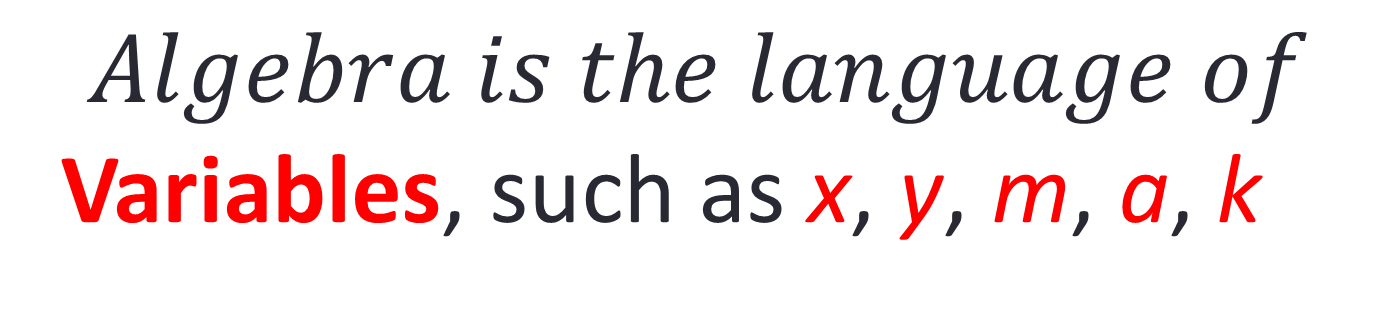 Algebra is the language of
Variables, such as x, y, m, a, k